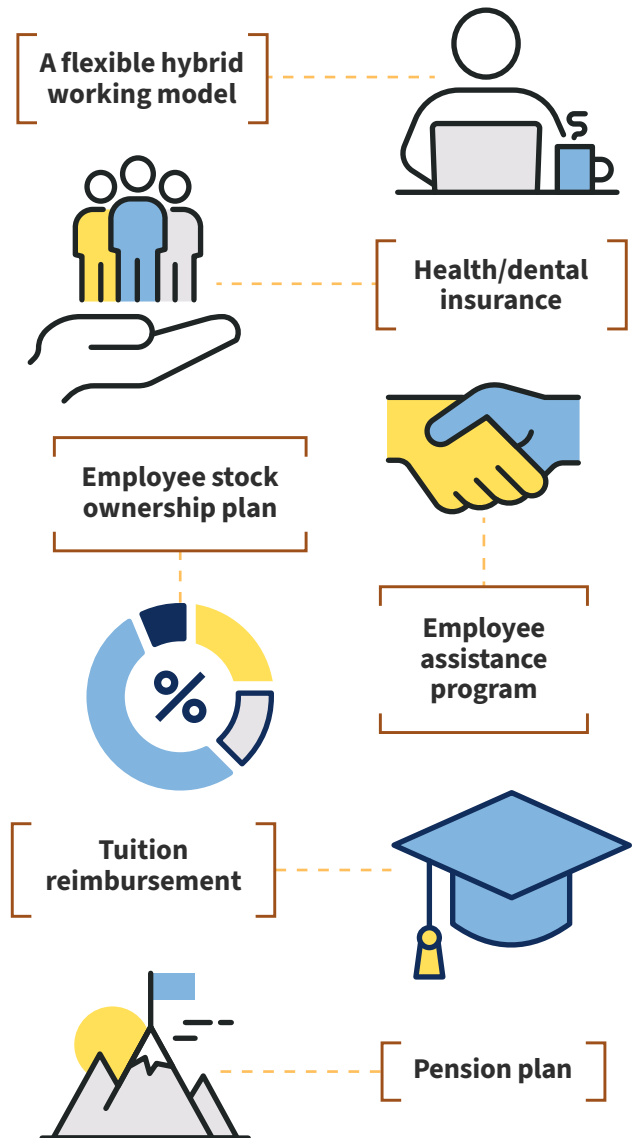 A flexible hybrid
working model
Health/dental
insurance
Employee stock
ownership plan
%
Employee
assistance
program
Tuition
reimbursement
Pension plan